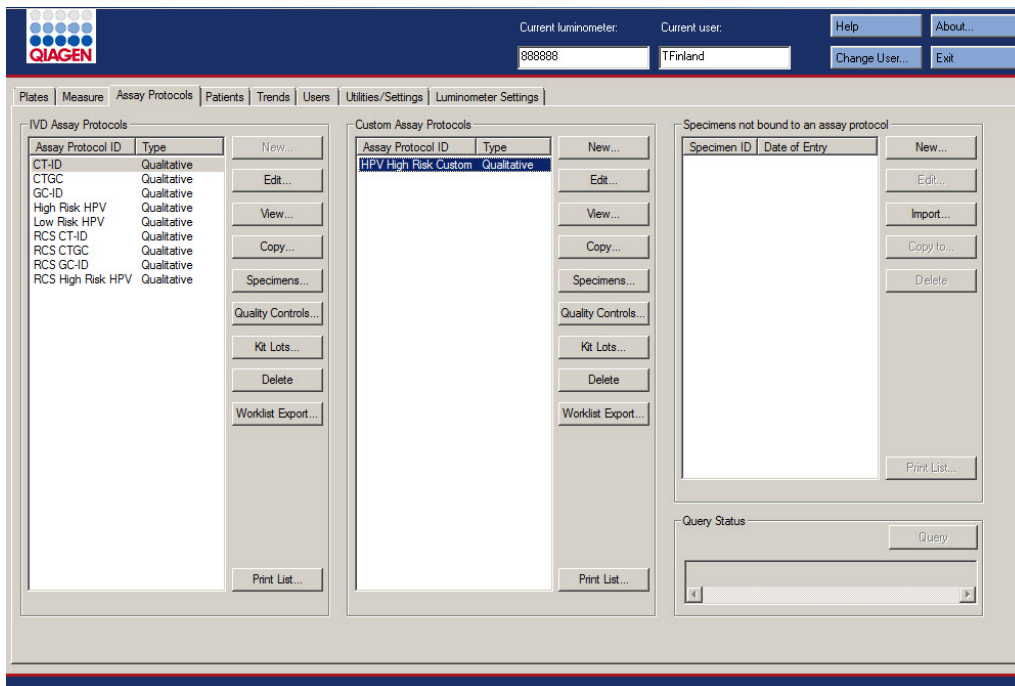 QIAGEN
Current luminometer: Current user:
888888 TFinland
Help About...
Change User... Exit
Plates Measure Assay Protocols Patients Trends Users Utilities/Settings Luminometer Settings
IVD Assay Protocols
Assay Protocol ID Type
CT-ID Qualitative
CTGC Qualitative
GC-ID Qualitative
High Risk HPV Qualitative
Low Risk HPV Qualitative
RCS CT-ID Qualitative
RCS CTGC Qualitative
RCS GC-ID Qualitative
RCS High Risk HPV Qualitative
New...
Edit...
View...
Copy...
Specimens...
Quality Controls...
Kit Lots...
Delete
Worklist Export...
Print List...
Custom Assay Protocols
Assay Protocol ID Type
HPV High Risk Custom Qualitative
New...
Edit...
View...
Copy...
Specimens...
Quality Controls...
Kit Lots...
Delete
Worklist Export...
Print List...
Specimens not bound to an assay protocol
Specimen ID Date of Entry
New...
Edit...
Import...
Copy to...
Delete
Print List...
Query Status
Query